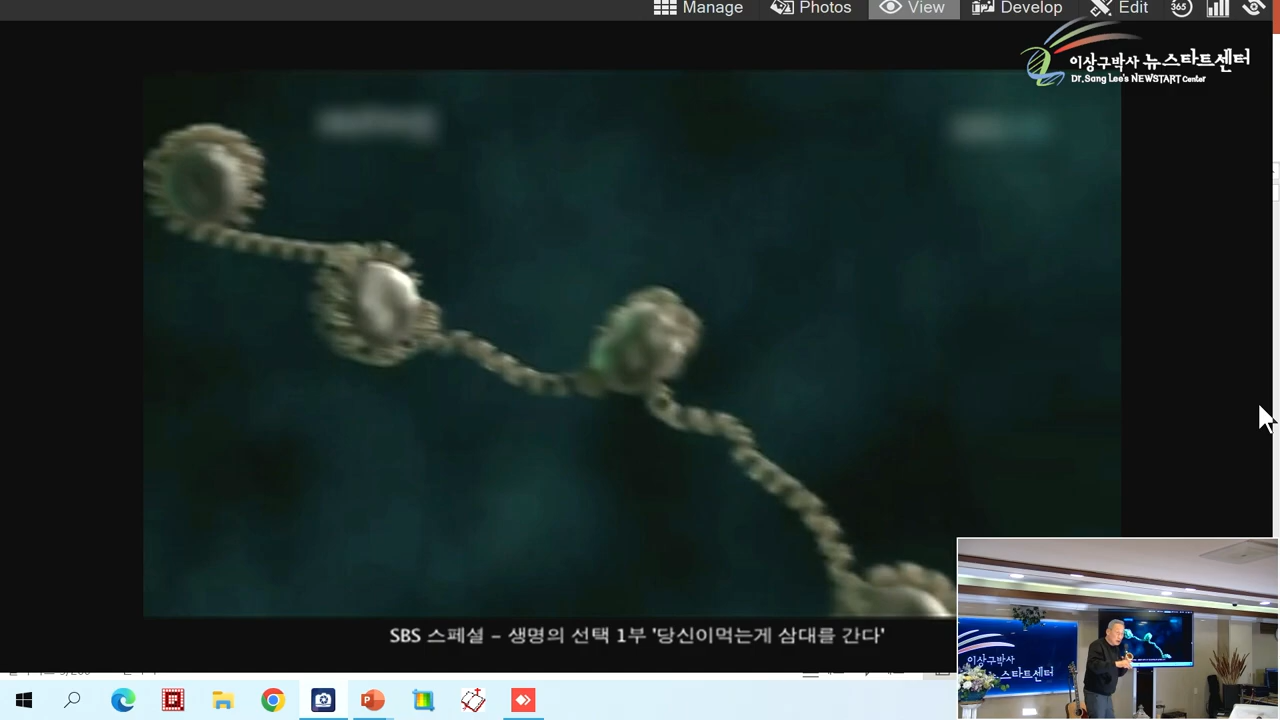 Manage Photos View Develop Edit 365
이상구박사 뉴스타트센터
Dr.Sang Lee's NEWSTART Center
SBS 스페셜 - 생명의 선택 1부 '당신이먹는게 삼대를 간다'
이상구박사
뉴스타트센터